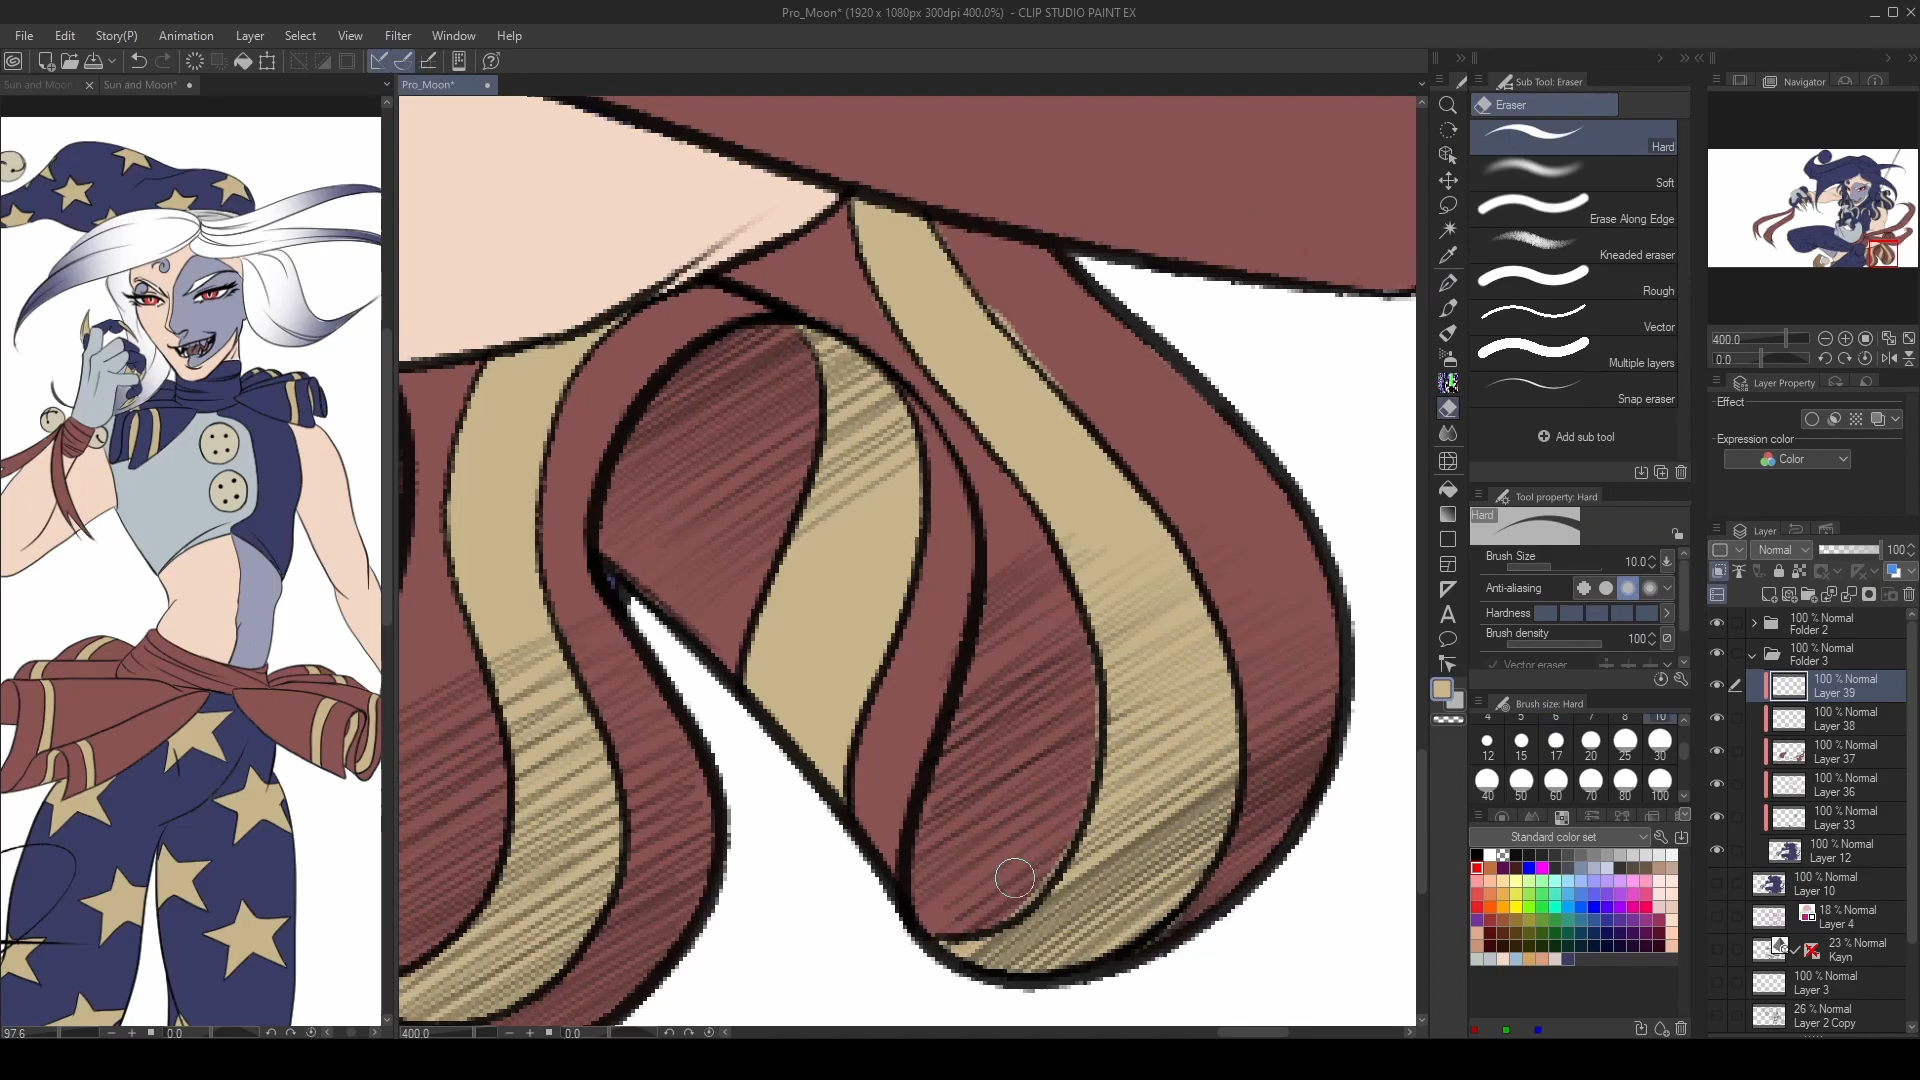 Pro_Moon* (1920 x 1080px 300dpi 400.0%) - CLIP STUDIO PAINT EX
File Edit Story(P) Animation Layer Select View Filter Window Help
Sun and Moon
Sun and Moon*
Pro_Moon*
Sub Tool: Eraser
Navigator
Eraser
Hard
Soft
Erase Along Edge
Kneaded eraser
Rough
Vector
Multiple layers
Snap eraser
Add sub tool
400.0
0.0
Layer Property
Effect
Expression color
Color
Tool property: Hard
Hard
Brush Size 10.0
Anti-aliasing
Hardness
Brush density 100
Vector eraser
Brush size: Hard
4 5 6 7 8 10
12 15 17 20 25 30
40 50 60 70 80 100
Standard color set
Layer
Normal 100
100 % Normal
Folder 2
100 % Normal
Folder 3
100 % Normal
Layer 39
100 % Normal
Layer 38
100 % Normal
Layer 37
100 % Normal
Layer 36
100 % Normal
Layer 33
100 % Normal
Layer 12
100 % Normal
Layer 10
18 % Normal
Layer 4
23 % Normal
Kayn
100 % Normal
Layer 3
26 % Normal
Layer 2 Copy
97.6 0.0
400.0 0.0